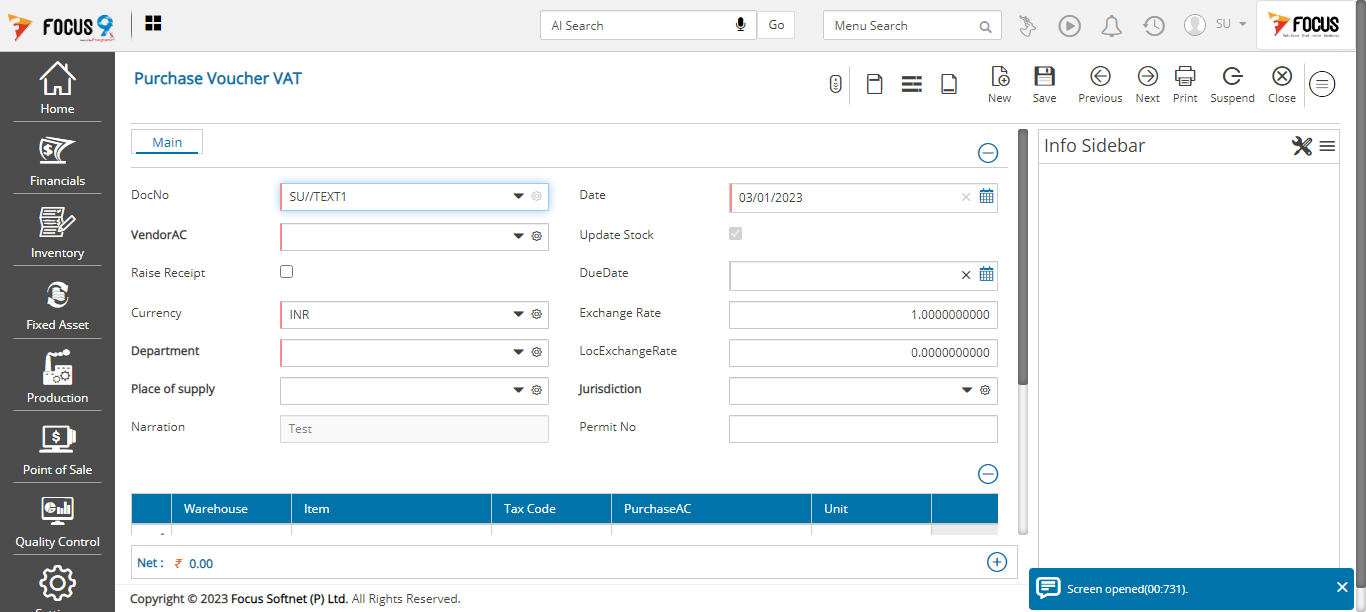 FOCUS 9
AI Search
Go
Menu Search
SU
FOCUS
Home
Financials
Inventory
Fixed Asset
Production
Point of Sale
Quality Control
Purchase Voucher VAT
New
Save
Previous
Next
Print
Suspend
Close
Main
DocNo
SU//TEXT1
Date
03/01/2023
VendorAC
Update Stock
Raise Receipt
DueDate
Currency
INR
Exchange Rate
1.0000000000
Department
LocExchangeRate
0.0000000000
Place of supply
Jurisdiction
Narration
Test
Permit No
Warehouse
Item
Tax Code
PurchaseAC
Unit
Net : ₹ 0.00
Info Sidebar
Screen opened(00:731).
Copyright © 2023 Focus Softnet (P) Ltd. All Rights Reserved.